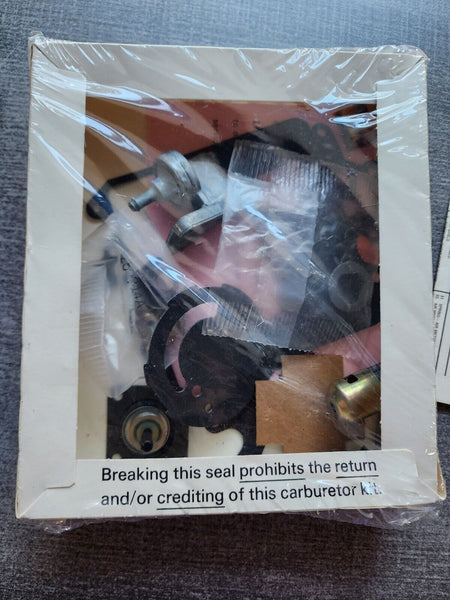 Breaking this seal prohibits the return
and/or crediting of this carburetor kit.